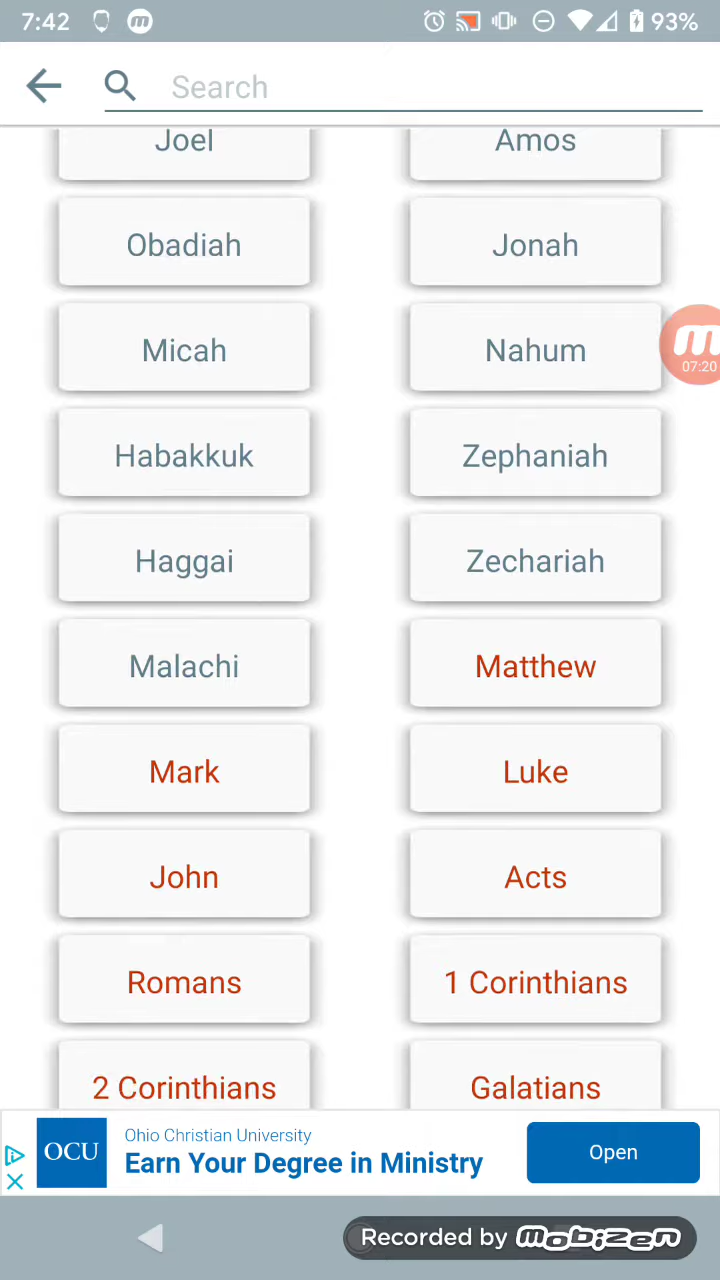 7:42 93%
Search
Joel Amos
Obadiah Jonah
Micah Nahum
07:20
Habakkuk Zephaniah
Haggai Zechariah
Malachi Matthew
Mark Luke
John Acts
Romans 1 Corinthians
2 Corinthians Galatians
OCU
Ohio Christian University
Earn Your Degree in Ministry
Open
Recorded by mobizen